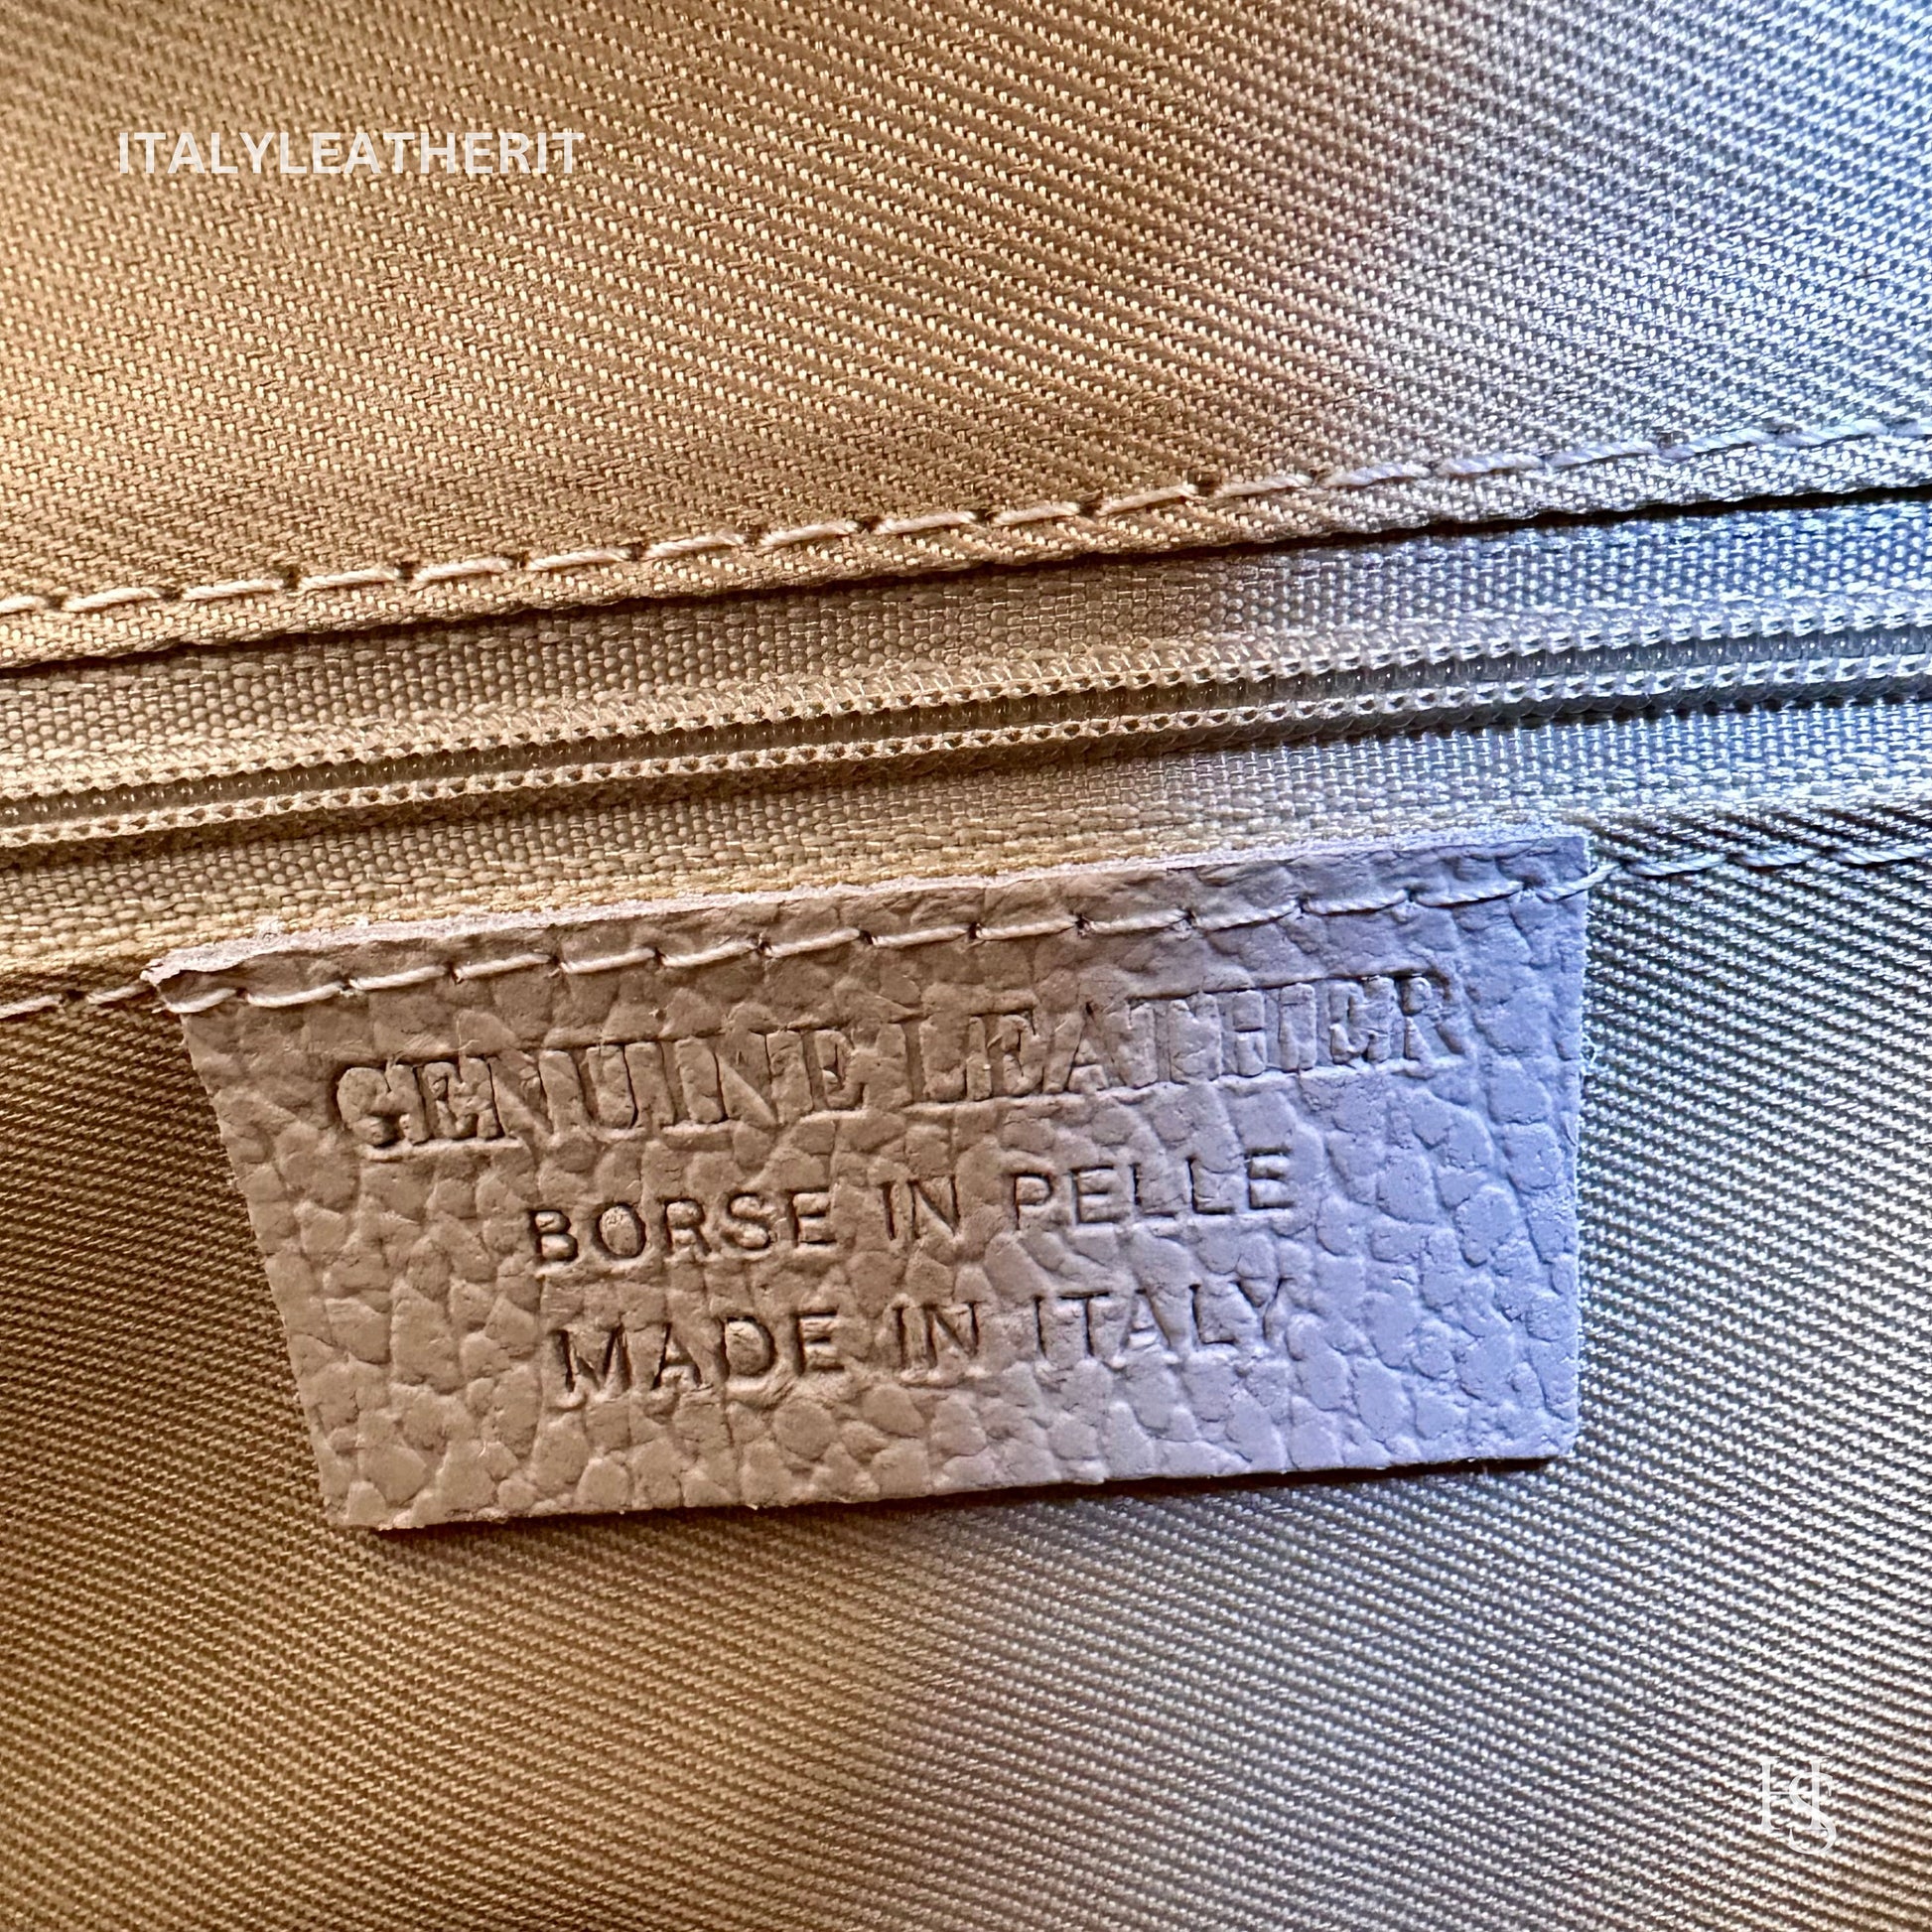 ITALYLEATHERIT
GENUINE LEATHER
BORSE IN PELLE
MADE IN ITALY